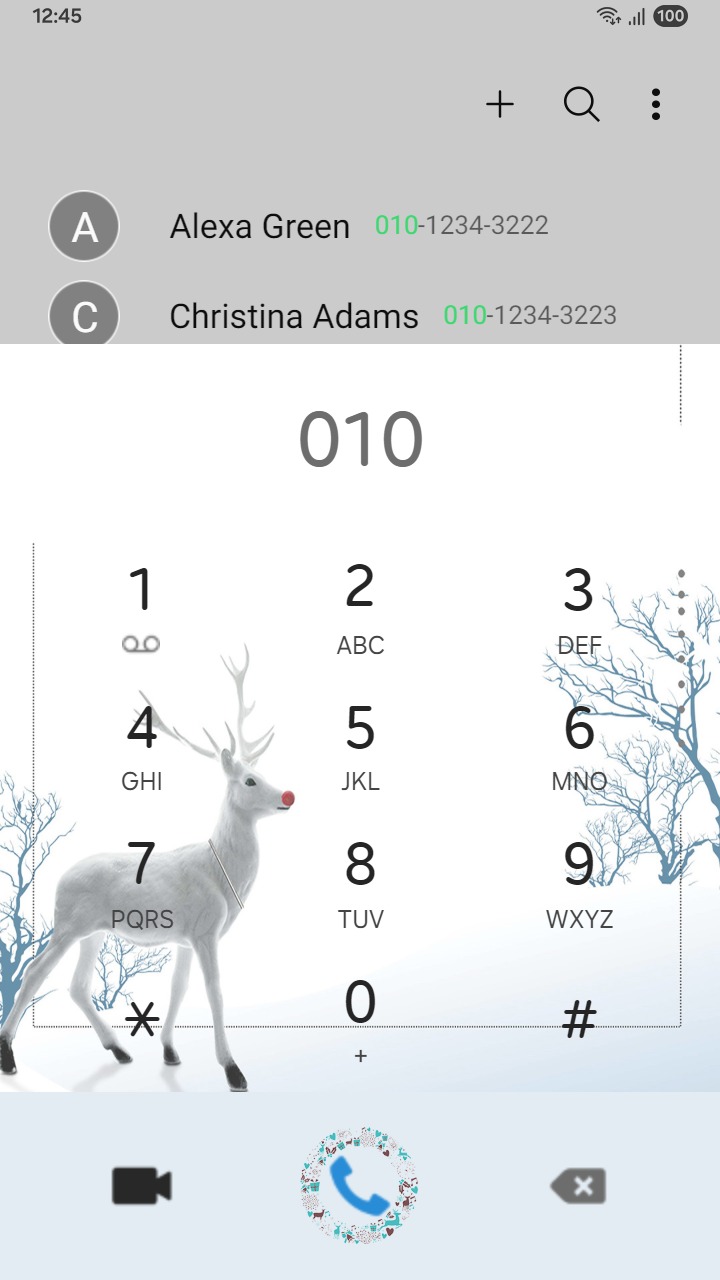 12:45 100
A Alexa Green 010-1234-3222
C Christina Adams 010-1234-3223
010
1 2 3
ABC DEF
4 5 6
GHI JKL MNO
7 8 9
PQRS TUV WXYZ
* 0 #
+